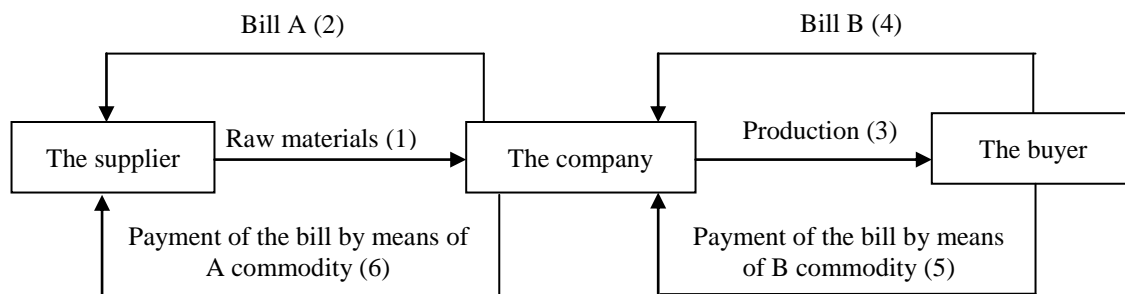 Bill A (2)
Bill B (4)
The supplier
Raw materials (1)
The company
Production (3)
The buyer
Payment of the bill by means of
A commodity (6)
Payment of the bill by means
of B commodity (5)